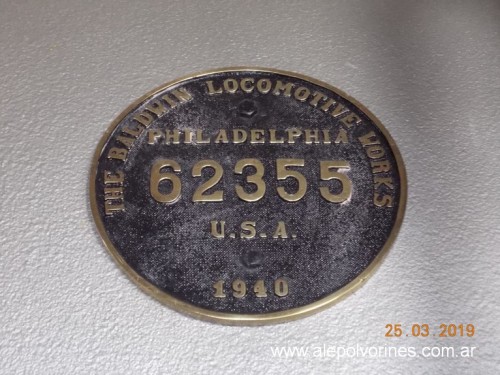 THE BALDWIN LOCOMOTIVE WORKS
PHILADELPHIA
62355
U.S.A.
1940
25 03 2019
www.alepolvorines.com.ar